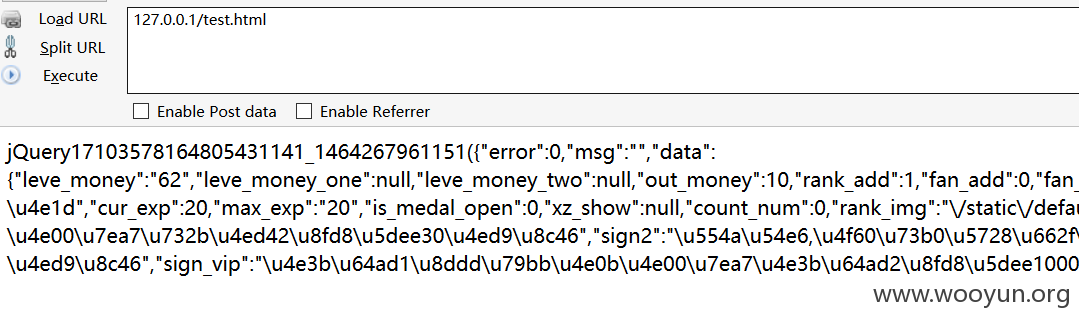 Load URL
127.0.0.1/test.html
Split URL
Execute
Enable Post data
Enable Referrer
jQuery17103578164805431141_1464267961151({"error":0,"msg":"","data":
{"leve_money":"62","leve_money_one":null,"leve_money_two":null,"out_money":10,"rank_add":1,"fan_add":0,"fan_
\u4e1d","cur_exp":20,"max_exp":"20","is_medal_open":0,"xz_show":null,"count_num":0,"rank_img":"\/static\/defau
\u4e00\u7ea7\u732b\u4ed42\u8fd8\u5dee30\u4ed9\u8c46","sign2":"\u554a\u54e6,\u4f60\u73b0\u5728\u662f\
\u4ed9\u8c46","sign_vip":"\u4e3b\u64ad1\u8ddd\u79bb\u4e0b\u4e00\u7ea7\u4e3b\u64ad2\u8fd8\u5dee1000
www.wooyun.org